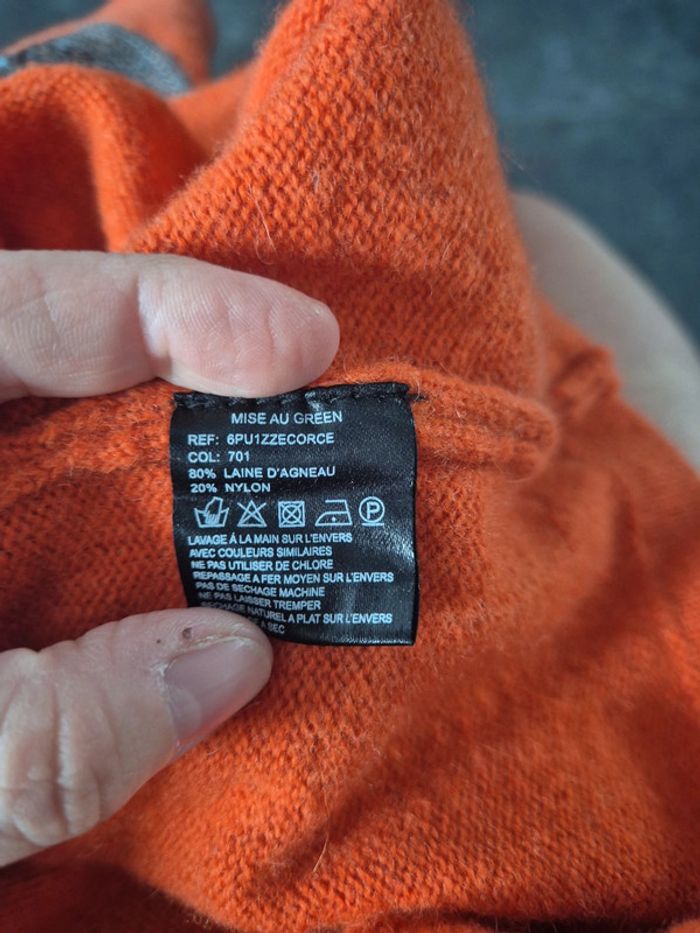 MISE AU GREEN
REF: 6PU1ZZECORCE
COL: 701
80% LAINE D'AGNEAU
20% NYLON
P
LAVAGE Á LA MAIN SUR L'ENVERS
AVEC COULEURS SIMILAIRES
NE PAS UTILISER DE CHLORE
REPASSAGE A FER MOYEN SUR L'ENVERS
PAS DE SECHAGE MACHINE
NE PAS LAISSER TREMPER
SECHAGE NATUREL A PLAT SUR L'ENVERS
A SEC